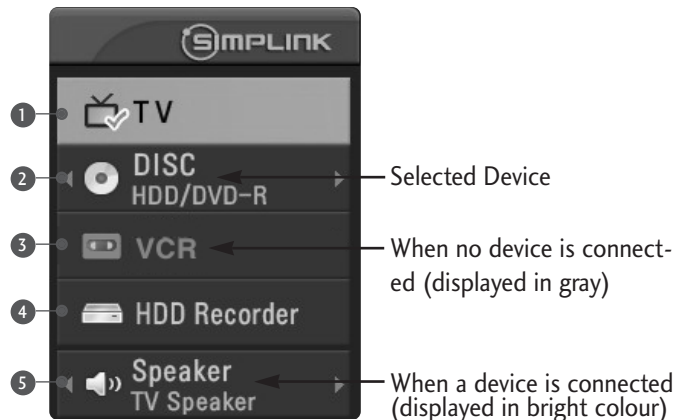 SIMPLINK
1 TV
2 DISC
HDD/DVD-R
Selected Device
3 VCR
When no device is connect-
ed (displayed in gray)
4 HDD Recorder
5 Speaker
TV Speaker
When a device is connected
(displayed in bright colour)